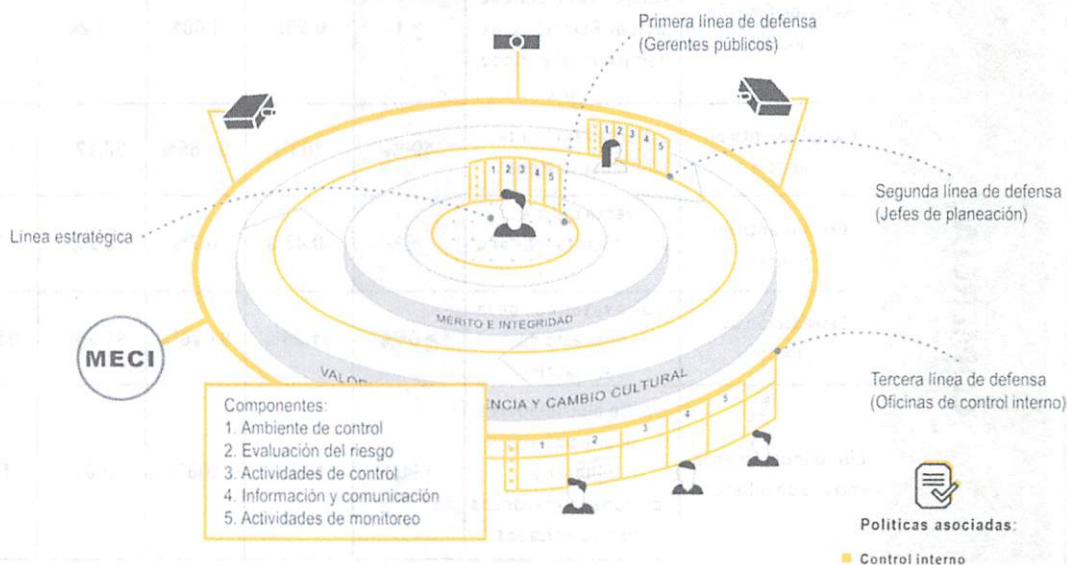 Primera línea de defensa
(Gerentes públicos)
1 2 3 4 5
1 2 3 4 5
Segunda línea de defensa
(Jefes de planeación)
Línea estratégica
MÉRITO E INTEGRIDAD
MECI
VALOR
ENCIA Y CAMBIO CULTURAL
Tercera línea de defensa
(Oficinas de control interno)
Componentes:
1. Ambiente de control
2. Evaluación del riesgo
3. Actividades de control
4. Información y comunicación
5. Actividades de monitoreo
1 2 3 4 5
Políticas asociadas:
Control interno